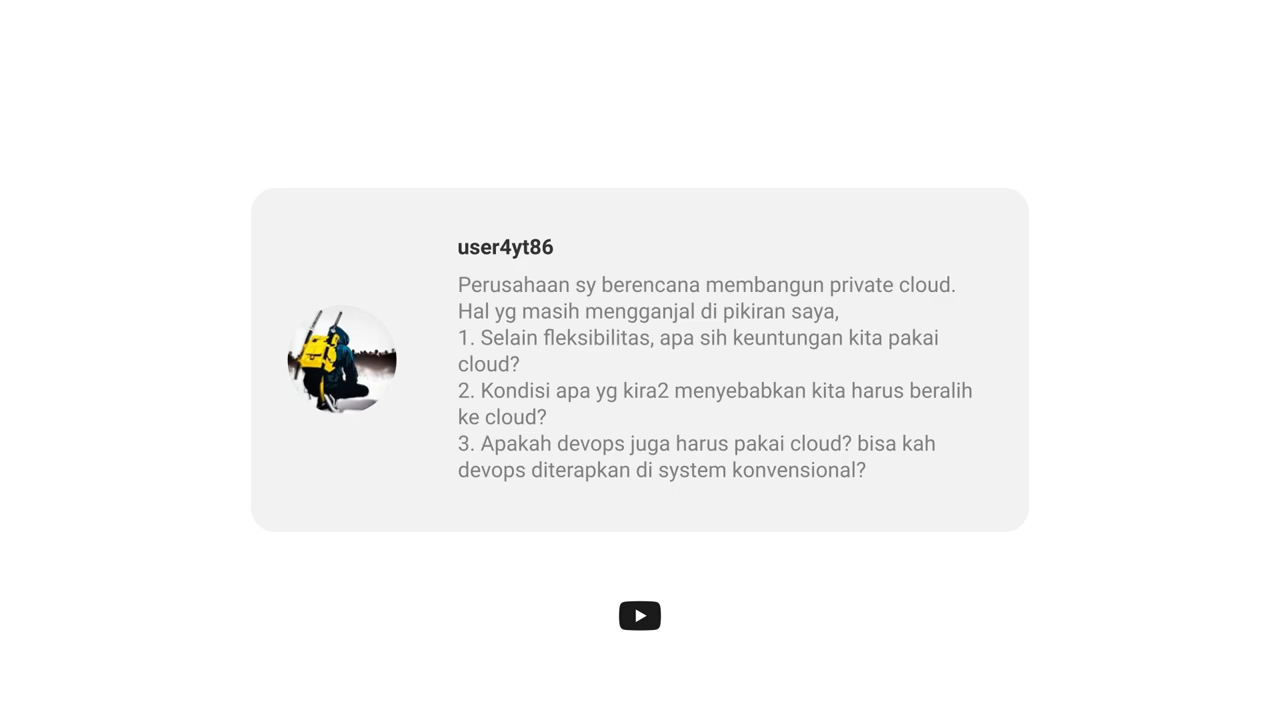 user4yt86
Perusahaan sy berencana membangun private cloud.
Hal yg masih mengganjal di pikiran saya,
1. Selain fleksibilitas, apa sih keuntungan kita pakai
cloud?
2. Kondisi apa yg kira2 menyebabkan kita harus beralih
ke cloud?
3. Apakah devops juga harus pakai cloud? bisa kah
devops diterapkan di system konvensional?